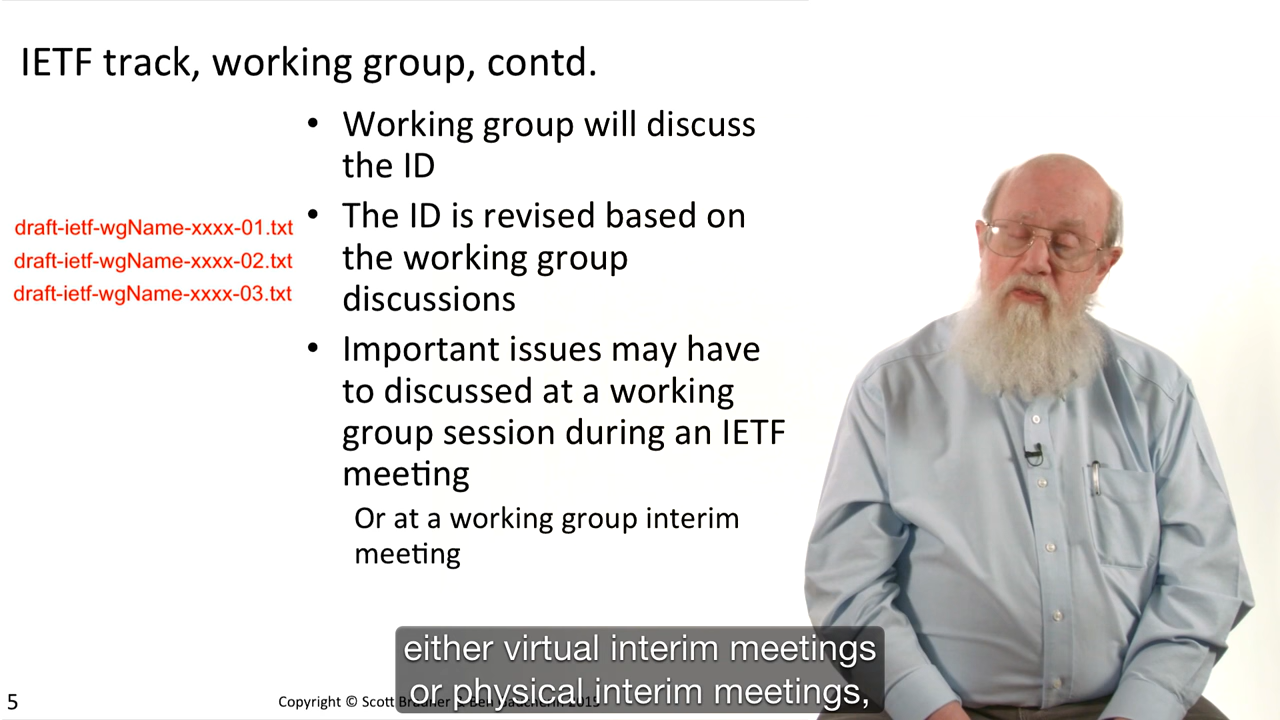 IETF track, working group, contd.
• Working group will discuss
the ID
draft-ietf-wgName-xxxx-01.txt
draft-ietf-wgName-xxxx-02.txt
draft-ietf-wgName-xxxx-03.txt
• The ID is revised based on
the working group
discussions
• Important issues may have
to discussed at a working
group session during an IETF
meeting
Or at a working group interim
meeting
either virtual interim meetings
or physical interim meetings,
5
Copyright © Scott Bradner